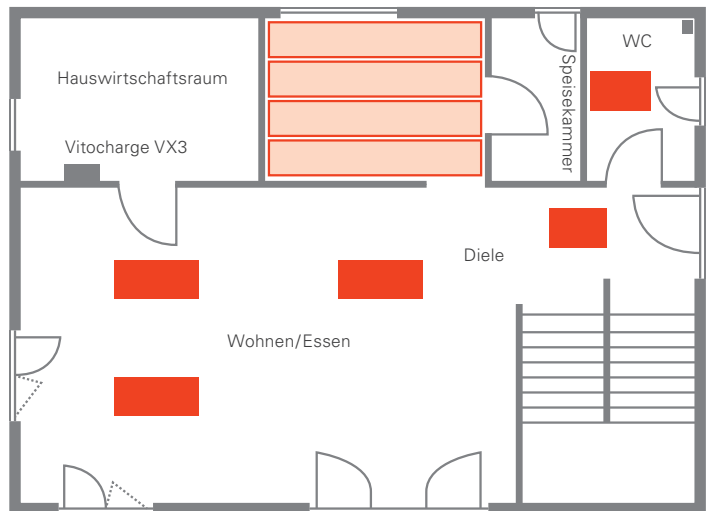 WC
Hauswirtschaftsraum
Speisekammer
Vitocharge VX3
Diele
Wohnen/Essen